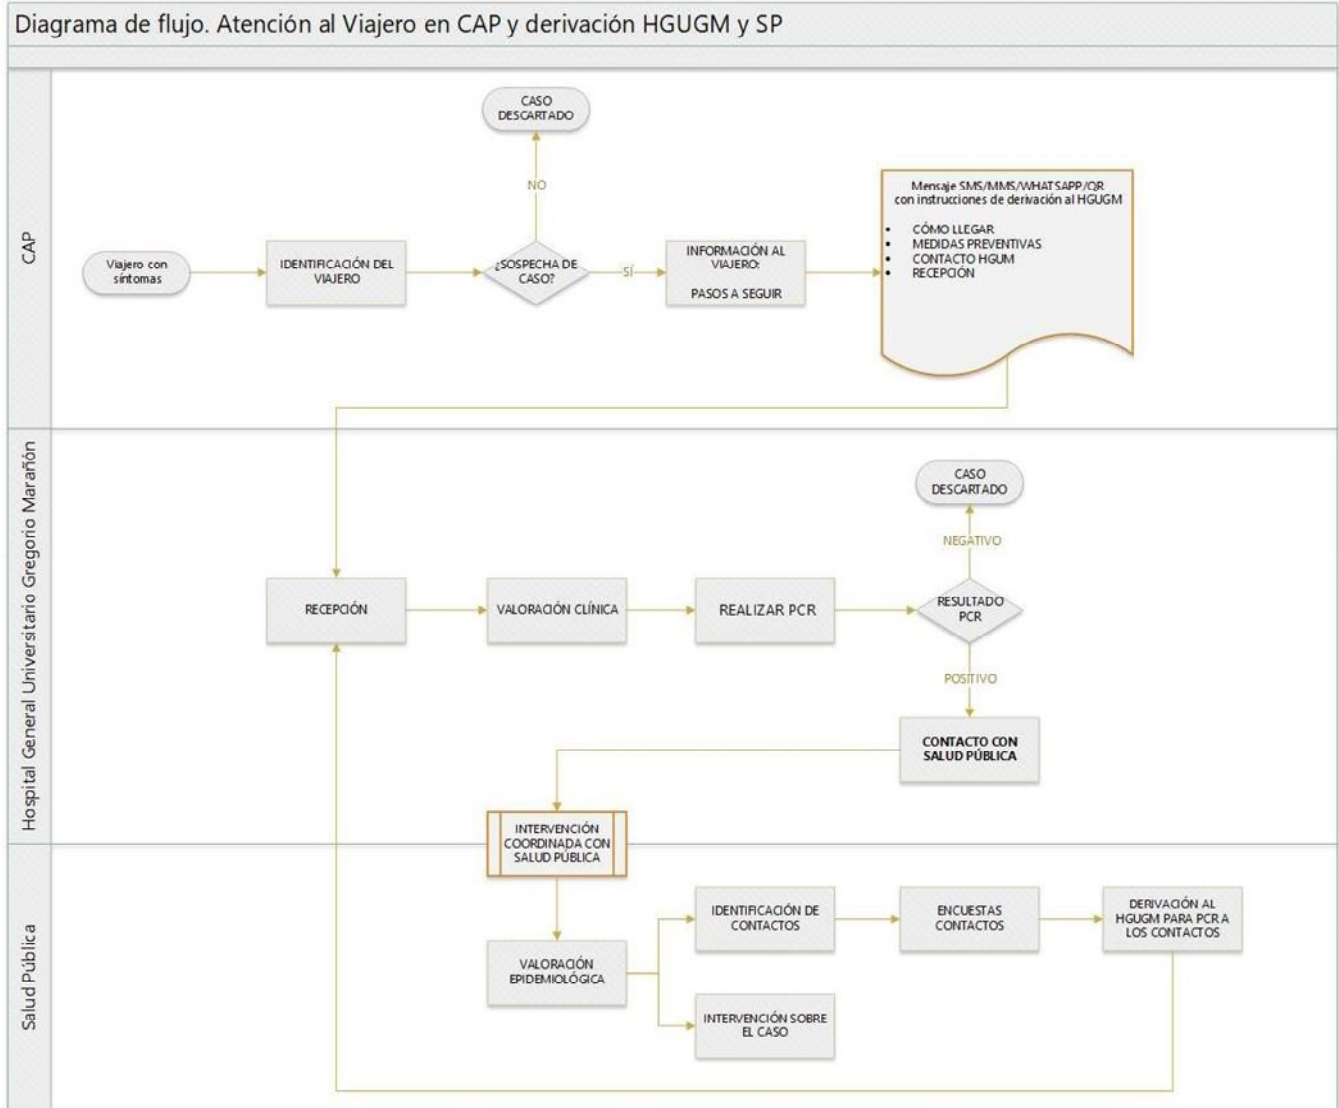 Diagrama de flujo. Atención al Viajero en CAP y derivación HGUGM y SP
CAP
CASO
DESCARTADO
NO
Viajero con
síntomas
IDENTIFICACIÓN DEL
VIAJERO
¿SOSPECHA DE
CASO?
SÍ
INFORMACIÓN AL
VIAJERO:
PASOS A SEGUIR
Mensaje SMS/MMS/WHATSAPP/QR
con instrucciones de derivación al HGUGM
• CÓMO LLEGAR
• MEDIDAS PREVENTIVAS
• CONTACTO HGUM
• RECEPCIÓN
Hospital General Universitario Gregorio Marañón
CASO
DESCARTADO
NEGATIVO
RECEPCIÓN
VALORACIÓN CLÍNICA
REALIZAR PCR
RESULTADO
PCR
POSITIVO
CONTACTO CON
SALUD PÚBLICA
INTERVENCIÓN
COORDINADA CON
SALUD PÚBLICA
Salud Pública
VALORACIÓN
EPIDEMIOLÓGICA
IDENTIFICACIÓN DE
CONTACTOS
ENCUESTAS
CONTACTOS
DERIVACIÓN AL
HGUGM PARA PCR A
LOS CONTACTOS
INTERVENCIÓN SOBRE
EL CASO